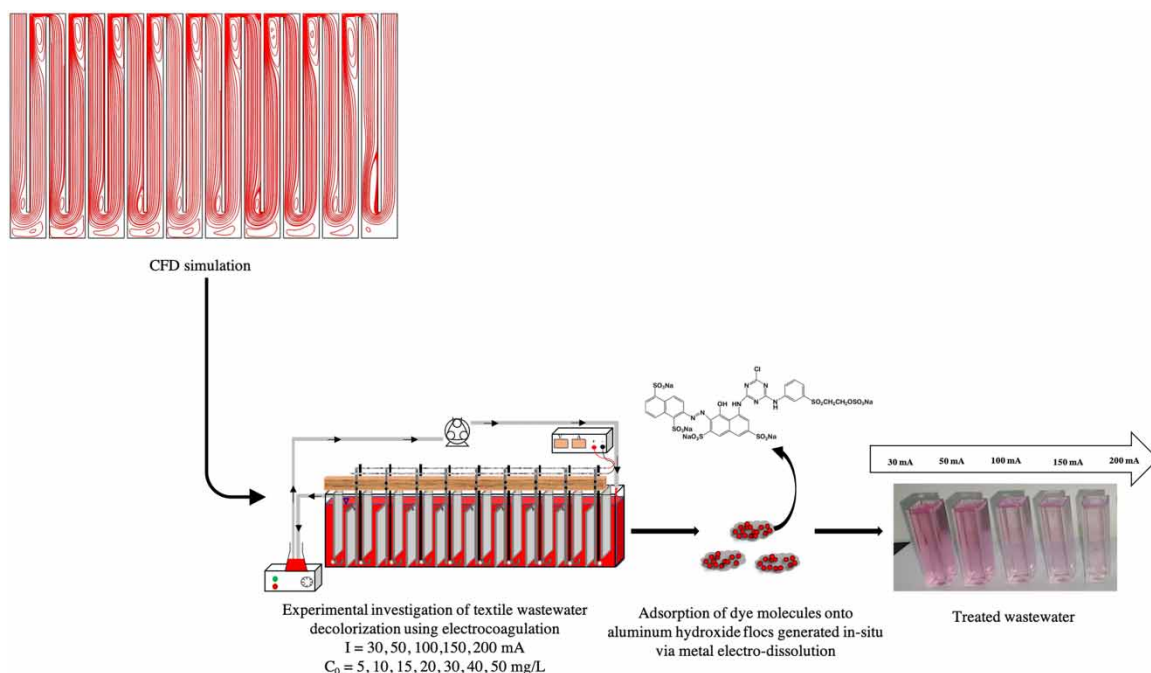 CFD simulation
Cl
N
N
N
SO₃Na
OH
HN
N
H
SO₂CH₂CH₂OSO₃Na
N
N
SO₃Na
NaO₃S
SO₃Na
30 mA 50 mA 100 mA 150 mA 200 mA
Experimental investigation of textile wastewater
decolorization using electrocoagulation
I = 30, 50, 100,150, 200 mA
C₀ = 5, 10, 15, 20, 30, 40, 50 mg/L
Adsorption of dye molecules onto
aluminum hydroxide flocs generated in-situ
via metal electro-dissolution
Treated wastewater